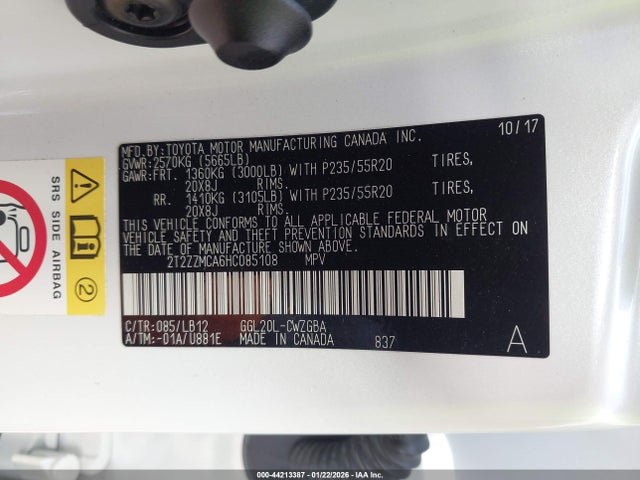 10/17
MFD.BY:TOYOTA MOTOR MANUFACTURING CANADA INC.
GVWR:2570KG (5665LB)
GAWR:FRT. 1360KG (3000LB) WITH P235/55R20 TIRES,
20X8J RIMS.
RR. 1410KG (3105LB) WITH P235/55R20 TIRES,
20X8J RIMS.
THIS VEHICLE CONFORMS TO ALL APPLICABLE FEDERAL MOTOR
VEHICLE SAFETY AND THEFT PREVENTION STANDARDS IN EFFECT ON
THE DATE OF MANUFACTURE SHOWN ABOVE.
2T2ZZMCA6HC085108 MPV
C/TR:085/LB12 GGL20L-CWZGBA
A/TM:-01A/U881E MADE IN CANADA 837 A
SRS SIDE AIRBAG
2
000-44213387 - 01/22/2026 - IAA Inc.